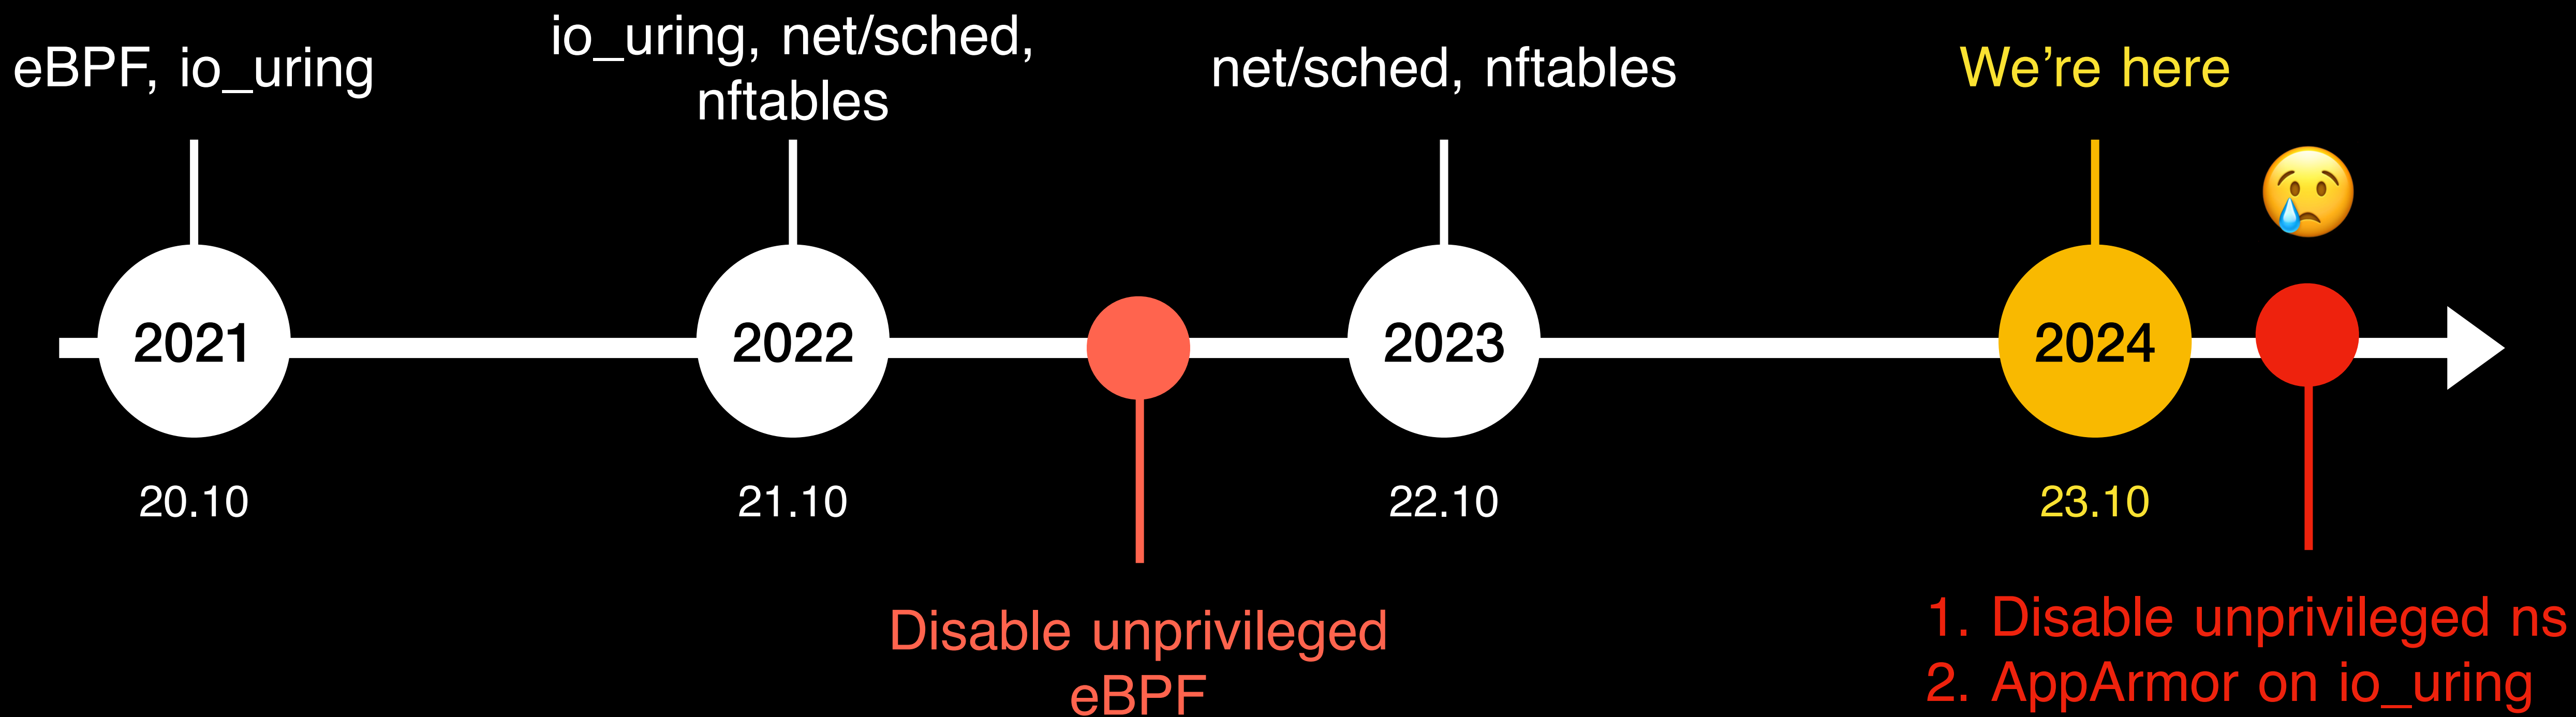 eBPF, io_uring
io_uring, net/sched,
nftables
net/sched, nftables
We're here
2021
2022
2023
2024
20.10
21.10
22.10
23.10
Disable unprivileged
eBPF
1. Disable unprivileged ns
2. AppArmor on io_uring